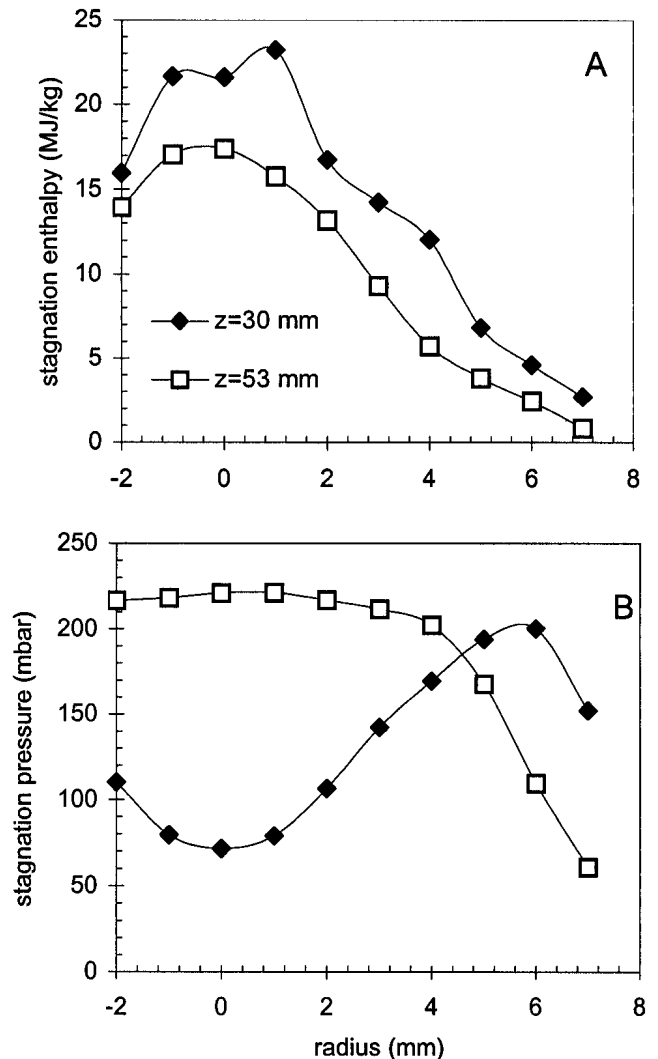 A
stagnation enthalpy (MJ/kg)
25
20
15
10
5
0
z=30 mm
z=53 mm
-2 0 2 4 6 8
B
stagnation pressure (mbar)
250
200
150
100
50
0
-2 0 2 4 6 8
radius (mm)